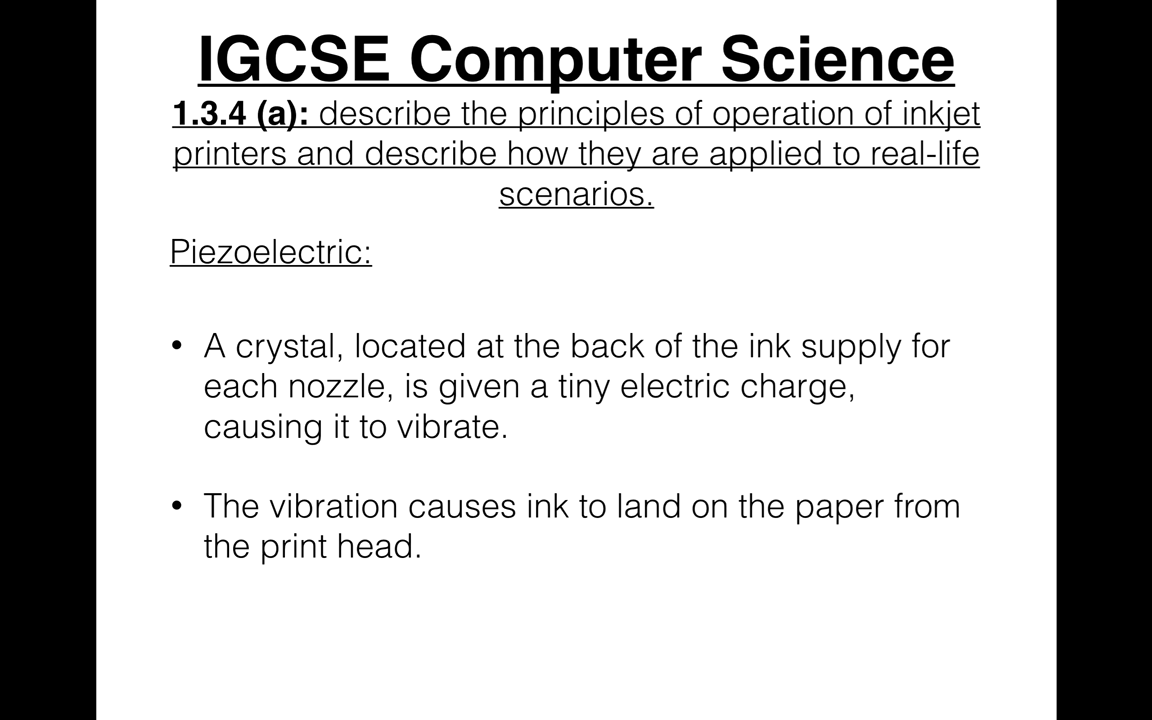 IGCSE Computer Science
1.3.4 (a): describe the principles of operation of inkjet
printers and describe how they are applied to real-life
scenarios.
Piezoelectric:
• A crystal, located at the back of the ink supply for
each nozzle, is given a tiny electric charge,
causing it to vibrate.
• The vibration causes ink to land on the paper from
the print head.